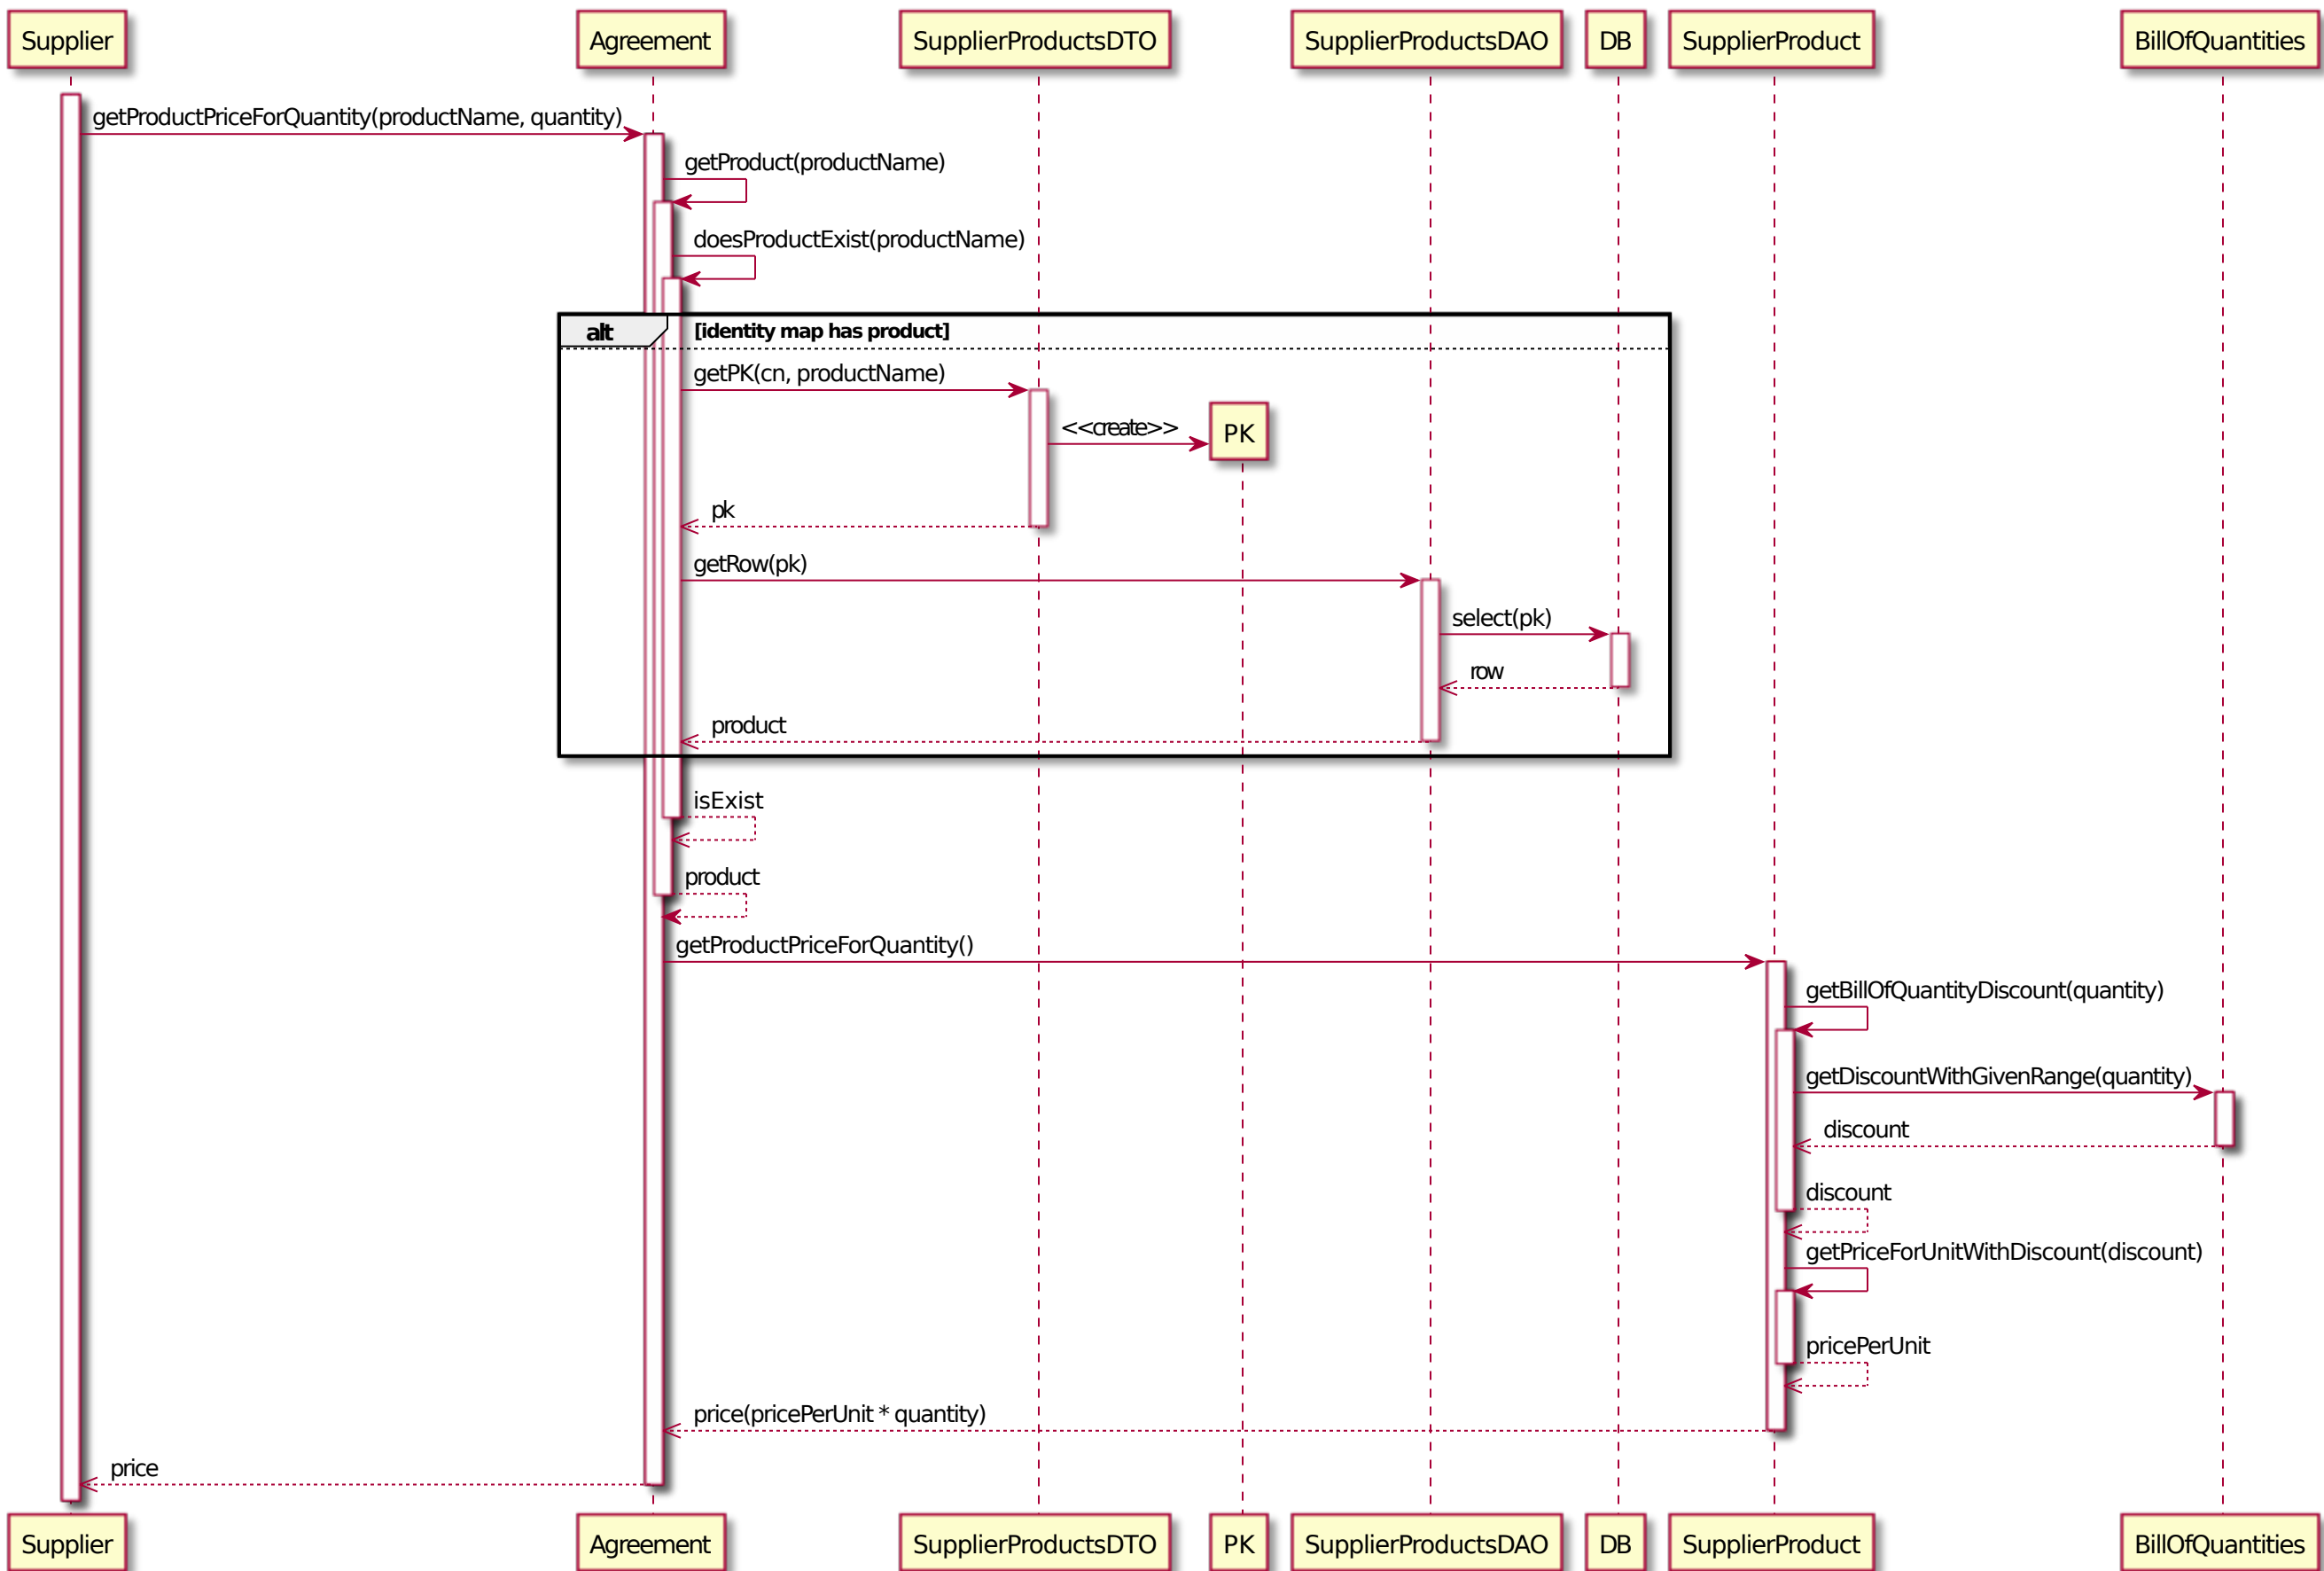 Supplier
Agreement
SupplierProductsDTO
SupplierProductsDAO
DB
SupplierProduct
BillOfQuantities
getProductPriceForQuantity(productName, quantity)
getProduct(productName)
doesProductExist(productName)
alt
[identity map has product]
getPK(cn, productName)
<<create>>
PK
pk
getRow(pk)
select(pk)
row
product
isExist
product
getProductPriceForQuantity()
getBillOfQuantityDiscount(quantity)
getDiscountWithGivenRange(quantity)
discount
discount
getPriceForUnitWithDiscount(discount)
pricePerUnit
price(pricePerUnit * quantity)
price
Supplier
Agreement
SupplierProductsDTO
PK
SupplierProductsDAO
DB
SupplierProduct
BillOfQuantities